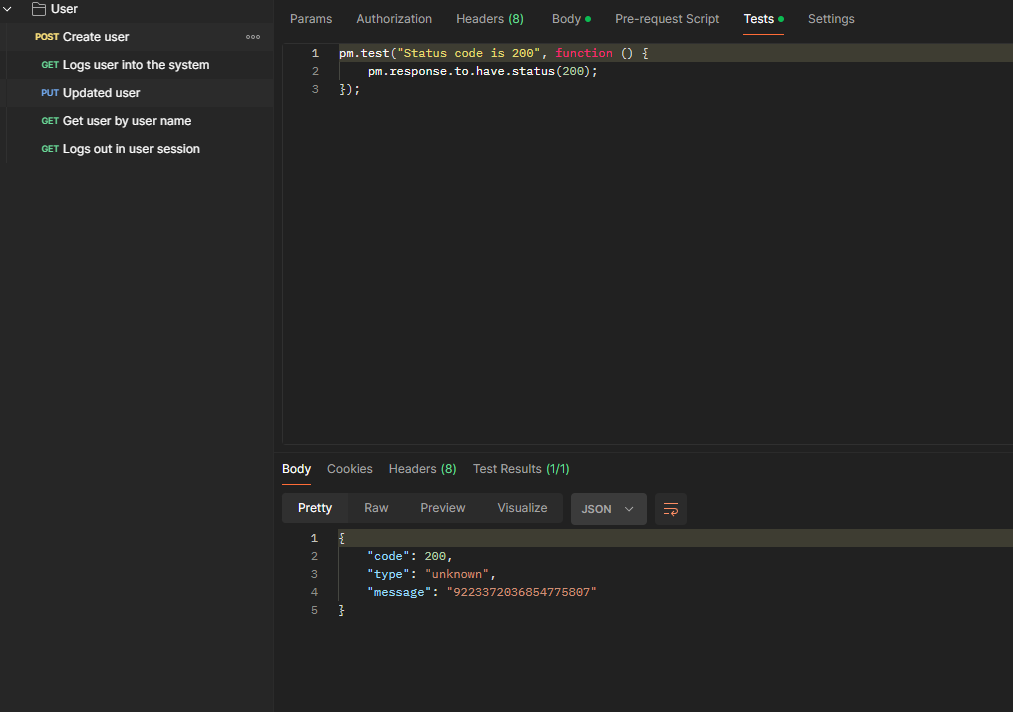 User
POST Create user
GET Logs user into the system
PUT Updated user
GET Get user by user name
GET Logs out in user session
Params Authorization Headers (8) Body Pre-request Script Tests Settings
1 pm.test("Status code is 200", function () {
2 pm.response.to.have.status(200);
3 });
Body Cookies Headers (8) Test Results (1/1)
Pretty Raw Preview Visualize JSON
1 {
2 "code": 200,
3 "type": "unknown",
4 "message": "9223372036854775807"
5 }